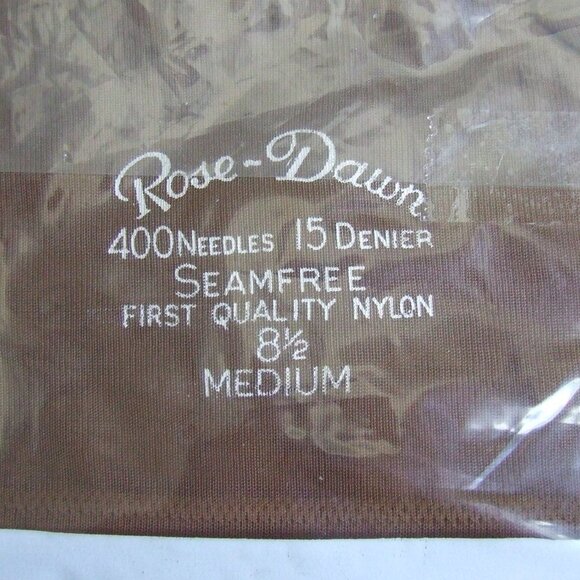 Rose-Dawn
400 NEEDLES 15 DENIER
SEAMFREE
FIRST QUALITY NYLON
8½
MEDIUM